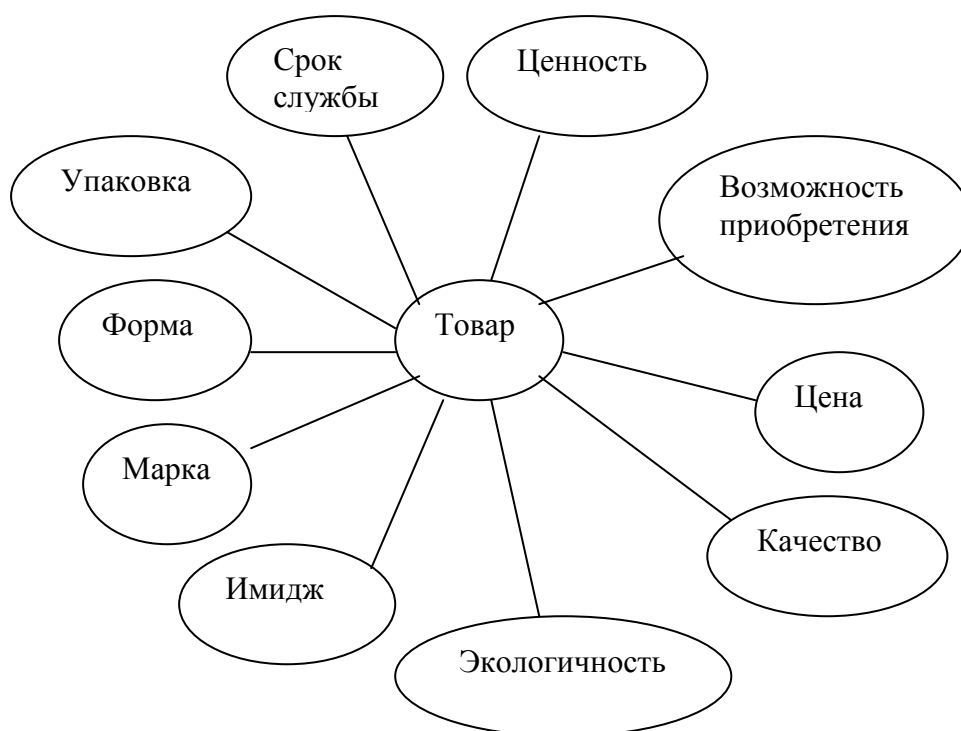 Срок
службы
Ценность
Упаковка
Возможность
приобретения
Форма
Товар
Цена
Марка
Качество
Имидж
Экологичность